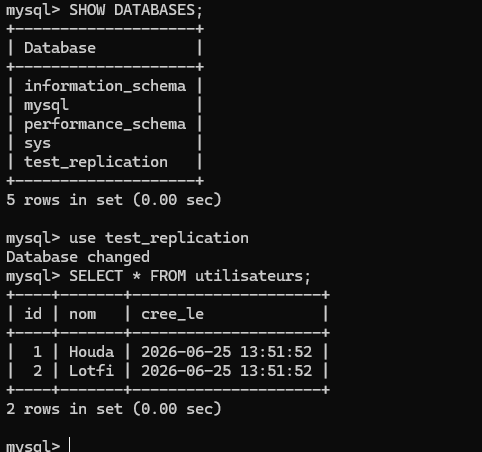 mysql> SHOW DATABASES;
+--------------------+
| Database           |
+--------------------+
| information_schema |
| mysql              |
| performance_schema |
| sys                |
| test_replication   |
+--------------------+
5 rows in set (0.00 sec)

mysql> use test_replication
Database changed
mysql> SELECT * FROM utilisateurs;
+----+-------+---------------------+
| id | nom   | cree_le             |
+----+-------+---------------------+
|  1 | Houda | 2026-06-25 13:51:52 |
|  2 | Lotfi | 2026-06-25 13:51:52 |
+----+-------+---------------------+
2 rows in set (0.00 sec)

mysql>